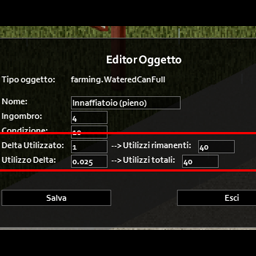 Editor Oggetto
Tipo oggetto: farming.WateredCanFull
Nome: Innaffiatoio (pieno)
Ingombro: 4
Condizione:
Delta Utilizzato: 1 --> Utilizzi rimanenti: 40
Utilizzo Delta: 0.025 --> Utilizzi totali: 40
Salva Esci